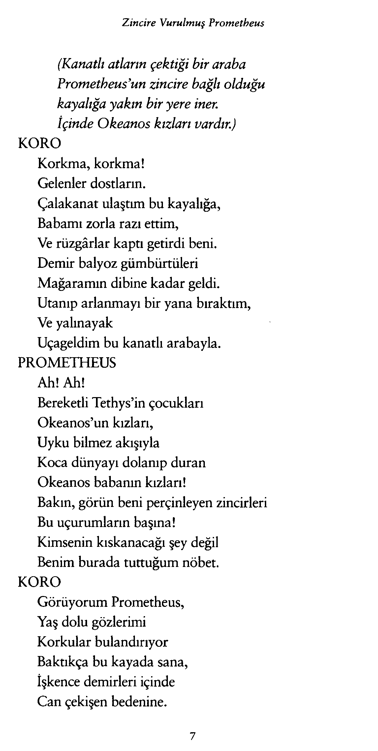 Zincire Vurulmuş Prometheus
(Kanatlı atların çektiği bir araba
Prometheus'un zincire bağlı olduğu
kayalığa yakın bir yere iner.
İçinde Okeanos kızları vardır.)
KORO
Korkma, korkma!
Gelenler dostların.
Çalakanat ulaştım bu kayalığa,
Babamı zorla razı ettim,
Ve rüzgârlar kaptı getirdi beni.
Demir balyoz gümbürtüleri
Mağaramın dibine kadar geldi.
Utanıp arlanmayı bir yana bıraktım,
Ve yalınayak
Uçageldim bu kanatlı arabayla.
PROMETHEUS
Ah! Ah!
Bereketli Tethys'in çocukları
Okeanos'un kızları,
Uyku bilmez akışıyla
Koca dünyayı dolanıp duran
Okeanos babanın kızları!
Bakın, görün beni perçinleyen zincirleri
Bu uçurumların başına!
Kimsenin kıskanacağı şey değil
Benim burada tuttuğum nöbet.
KORO
Görüyorum Prometheus,
Yaş dolu gözlerimi
Korkular bulandırıyor
Baktıkça bu kayada sana,
İşkence demirleri içinde
Can çekişen bedenine.
7